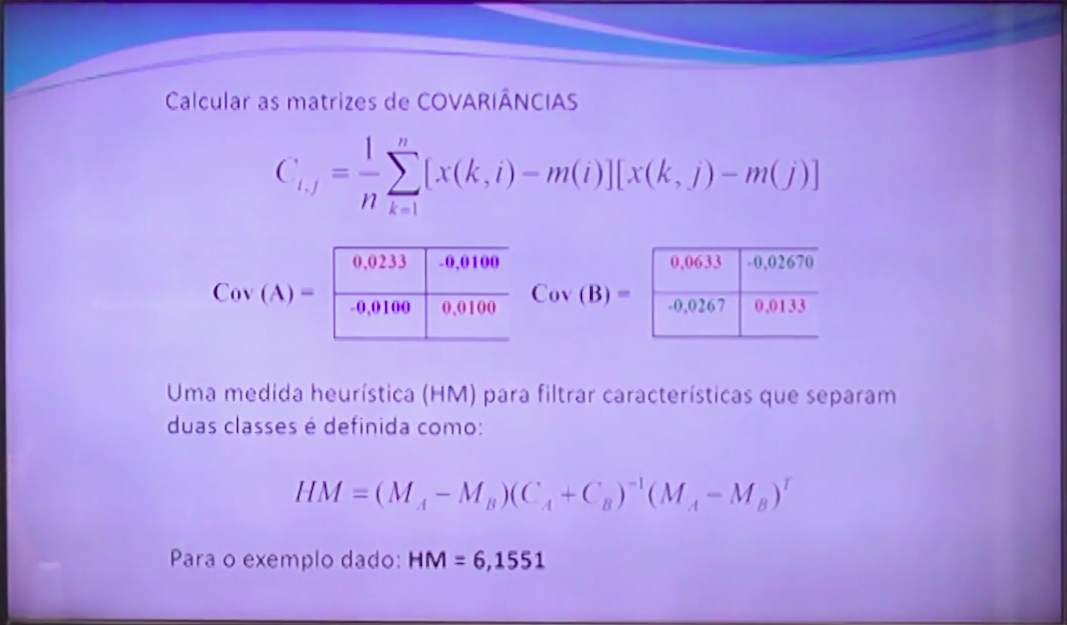 Calcular as matrizes de COVARIÂNCIAS
C_{i,j} = \frac{1}{n} \sum_{k=1}^{n} [x(k,i) - m(i)][x(k,j) - m(j)]
Cov (A) = 0,0233 -0,0100 Cov (B) = 0,0633 -0,02670
-0,0100 0,0100 -0,0267 0,0133
Uma medida heurística (HM) para filtrar características que separam
duas classes é definida como:
HM = (M_A - M_B)(C_A + C_B)^{-1}(M_A - M_B)^T
Para o exemplo dado: HM = 6,1551